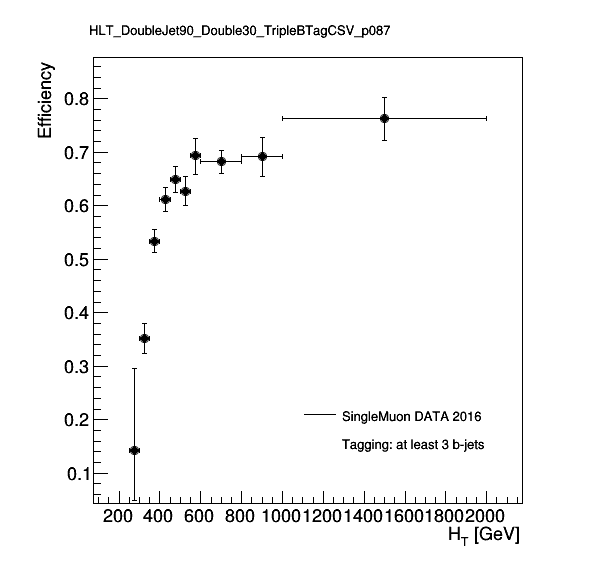 HLT_DoubleJet90_Double30_TripleBTagCSV_p087
Efficiency
0.8
0.7
0.6
0.5
0.4
0.3
0.2
0.1
SingleMuon DATA 2016
Tagging: at least 3 b-jets
200 400 600 800 1000 1200 1400 1600 1800 2000
H_T [GeV]